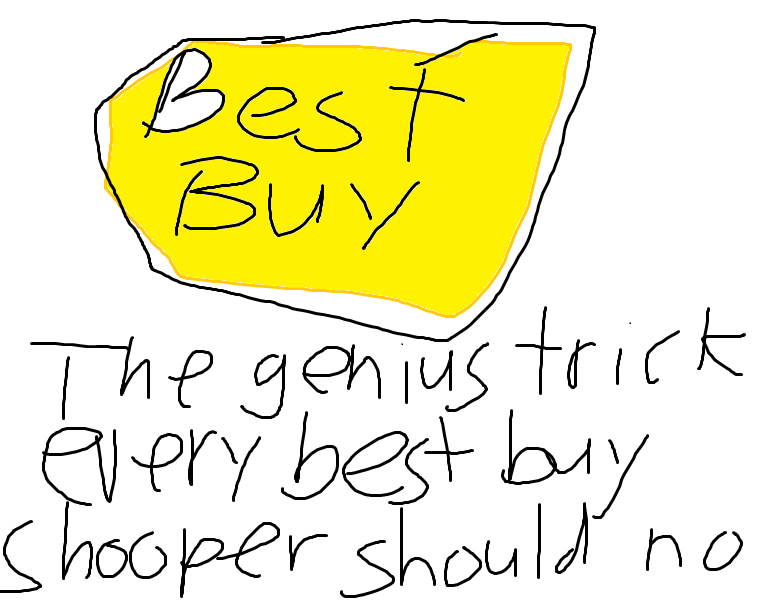 Best
Buy
The genius trick
every best buy
shooper should no